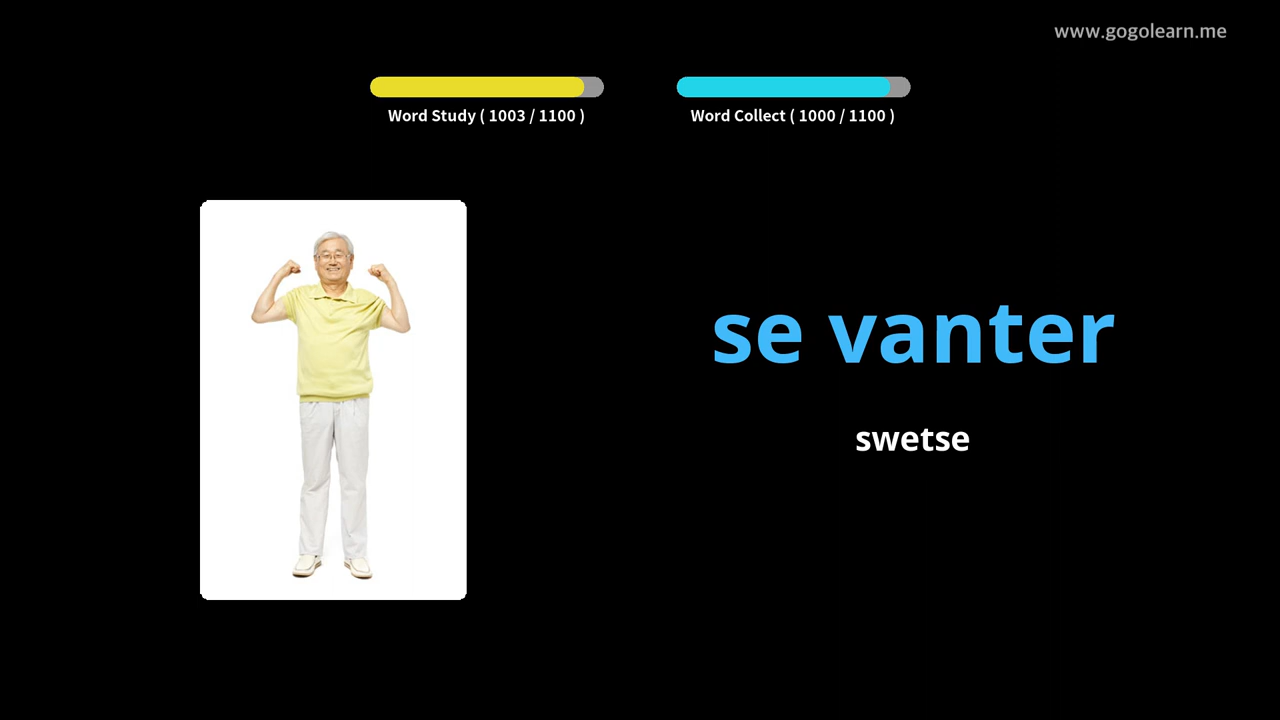 www.gogolearn.me
Word Study ( 1003 / 1100 )
Word Collect ( 1000 / 1100 )
se vanter
swetse